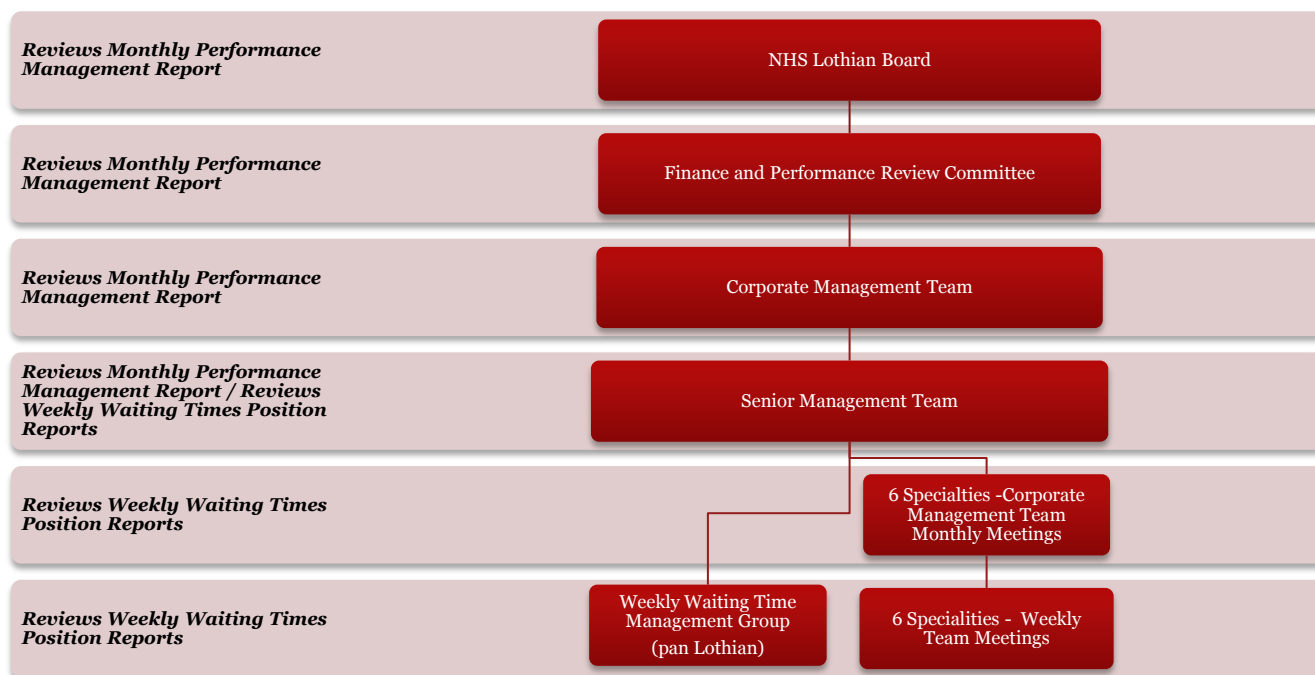 Reviews Monthly Performance
Management Report
NHS Lothian Board
Reviews Monthly Performance
Management Report
Finance and Performance Review Committee
Reviews Monthly Performance
Management Report
Corporate Management Team
Reviews Monthly Performance
Management Report / Reviews
Weekly Waiting Times Position
Reports
Senior Management Team
Reviews Weekly Waiting Times
Position Reports
6 Specialties -Corporate
Management Team
Monthly Meetings
Reviews Weekly Waiting Times
Position Reports
Weekly Waiting Time
Management Group
(pan Lothian)
6 Specialities -  Weekly
Team Meetings